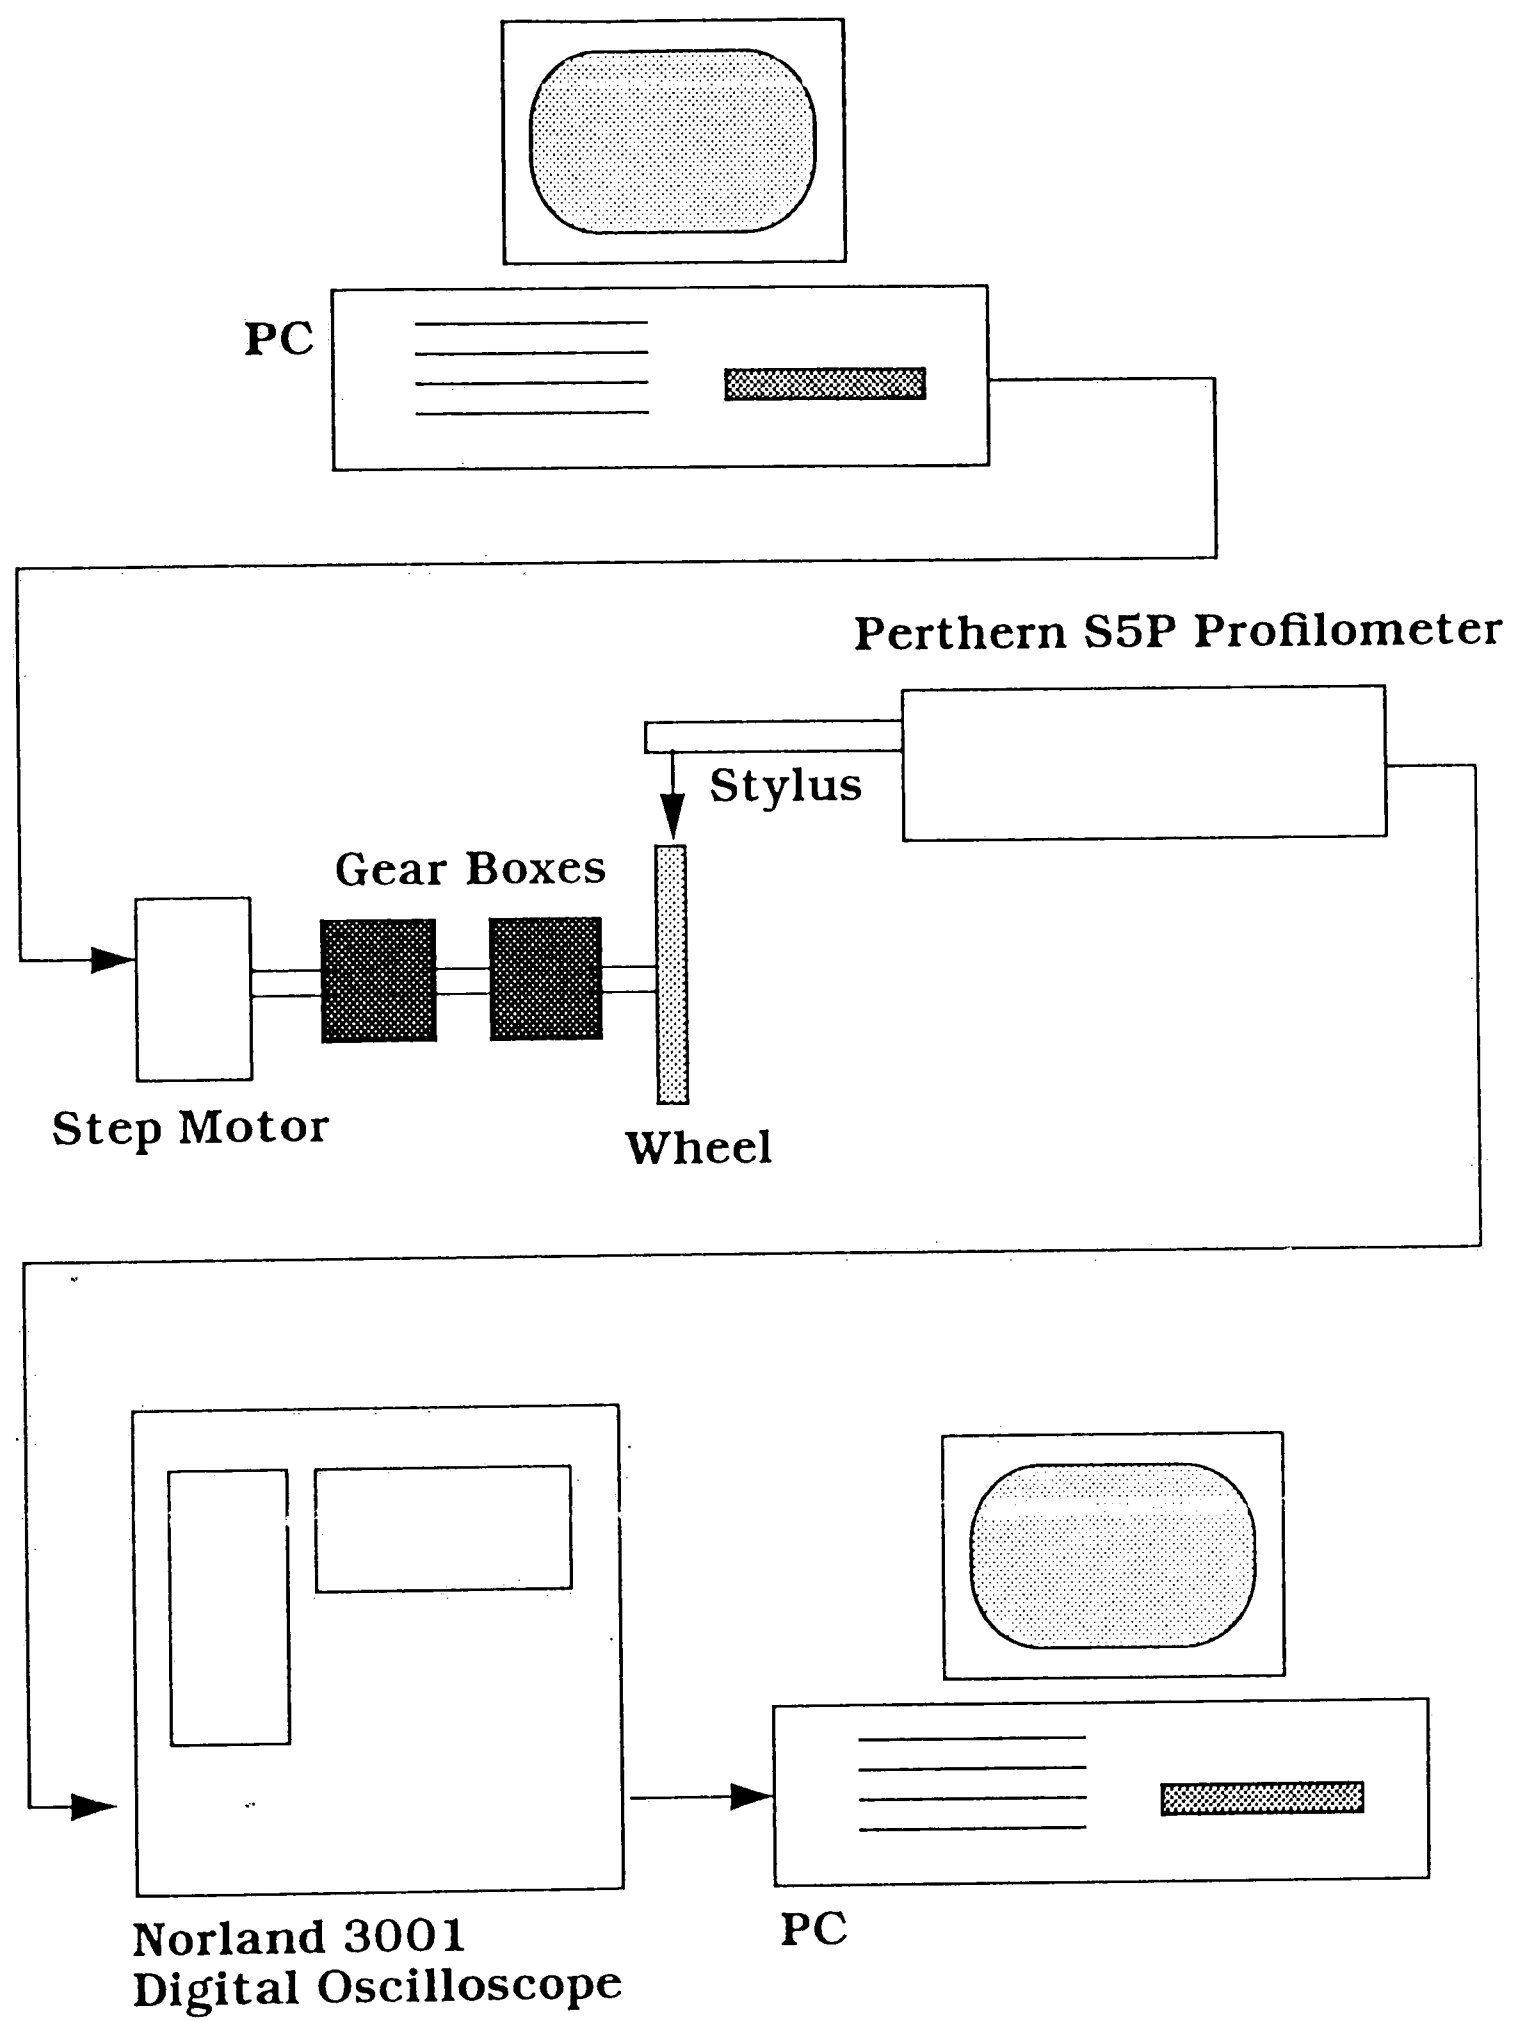 PC
Perthern S5P Profilometer
Stylus
Gear Boxes
Step Motor
Wheel
Norland 3001
Digital Oscilloscope
PC